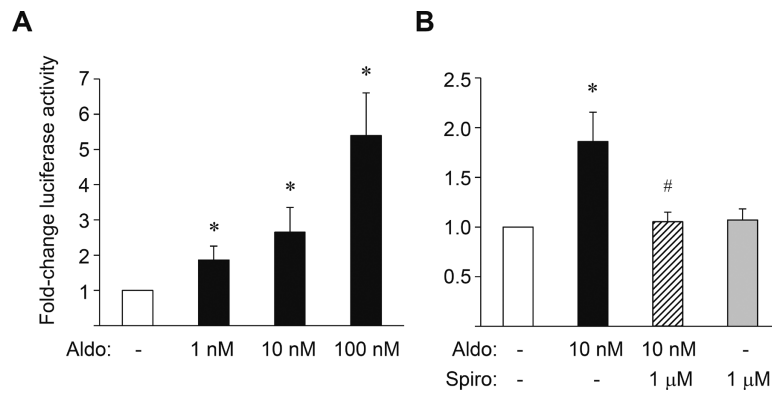 A
Fold-change luciferase activity
7
6
5
4
3
2
1
*
*
*
Aldo: - 1 nM 10 nM 100 nM
B
2.5
2.0
1.5
1.0
0.5
*
#
Aldo: - 10 nM 10 nM -
Spiro: - - 1 μM 1 μM